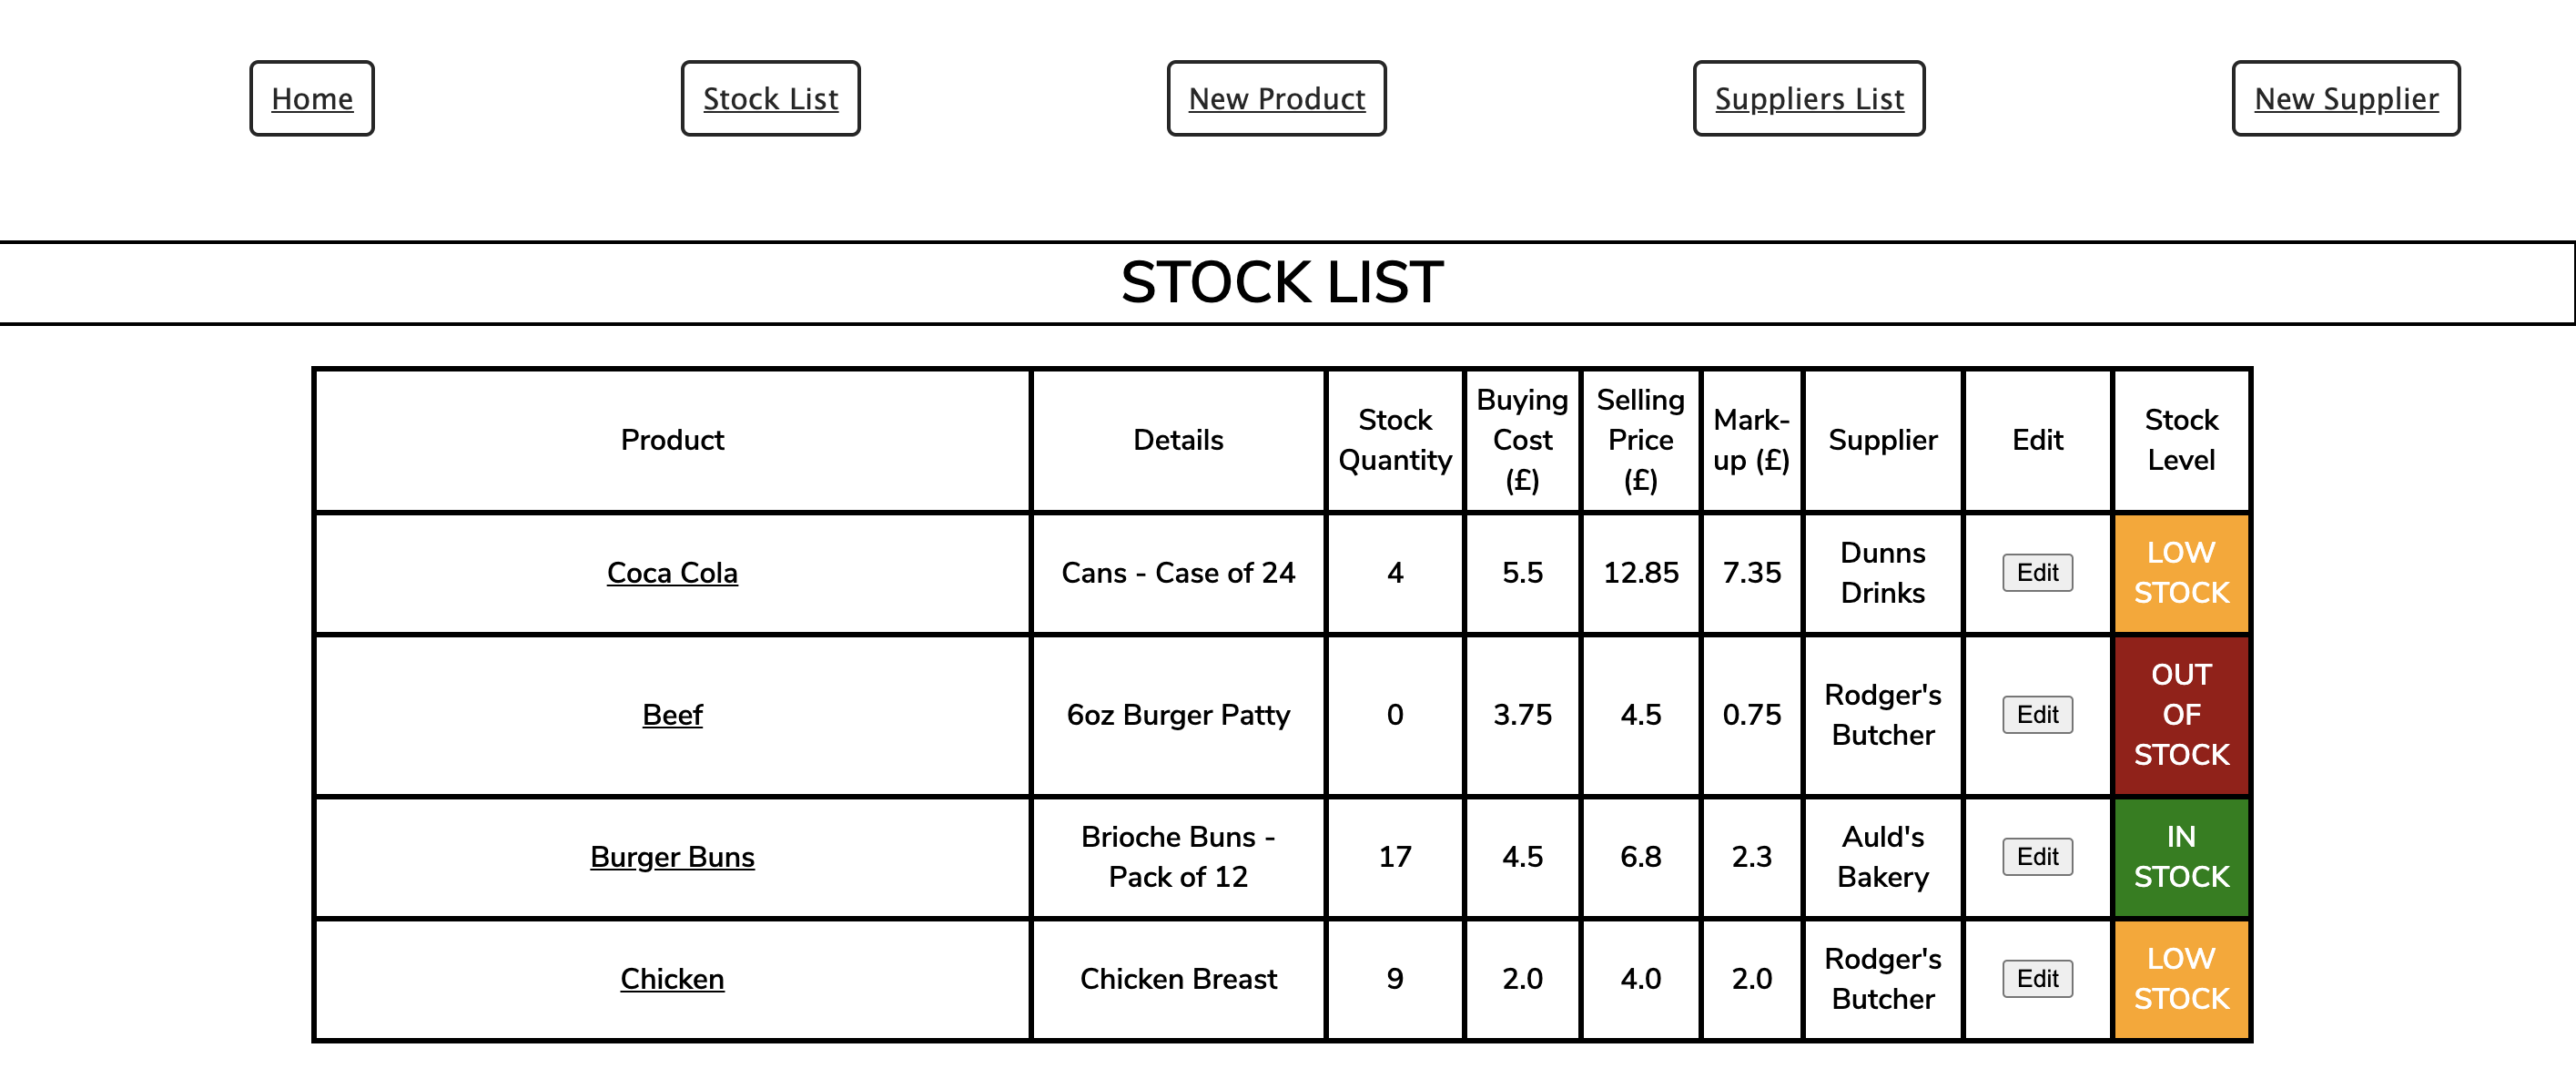 Home Stock List New Product Suppliers List New Supplier
STOCK LIST
Product Details Stock Quantity Buying Cost (£) Selling Price (£) Mark-up (£) Supplier Edit Stock Level
Coca Cola Cans - Case of 24 4 5.5 12.85 7.35 Dunns Drinks Edit LOW STOCK
Beef 6oz Burger Patty 0 3.75 4.5 0.75 Rodger's Butcher Edit OUT OF STOCK
Burger Buns Brioche Buns - Pack of 12 17 4.5 6.8 2.3 Auld's Bakery Edit IN STOCK
Chicken Chicken Breast 9 2.0 4.0 2.0 Rodger's Butcher Edit LOW STOCK